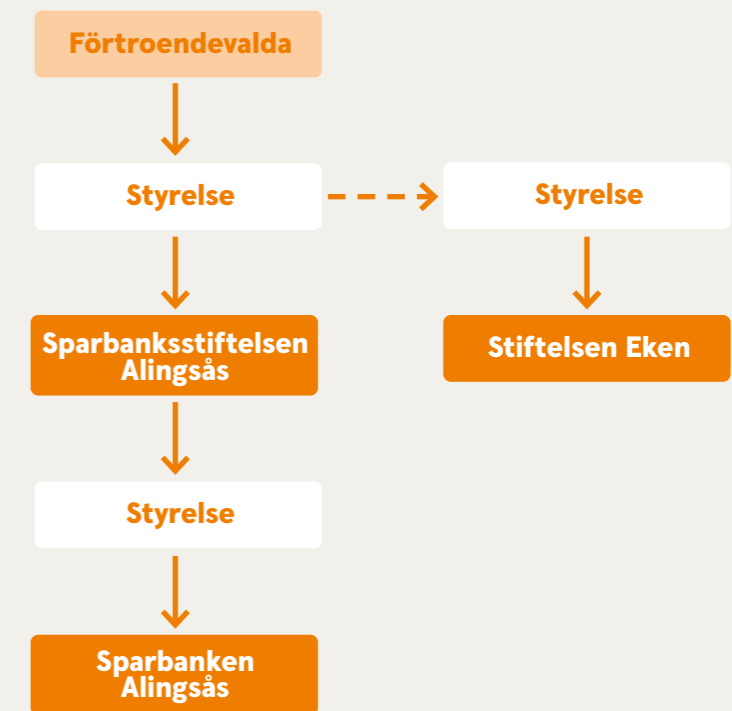 Förtroendevalda
Styrelse
Styrelse
Sparbanksstiftelsen
Alingsås
Stiftelsen Eken
Styrelse
Sparbanken
Alingsås